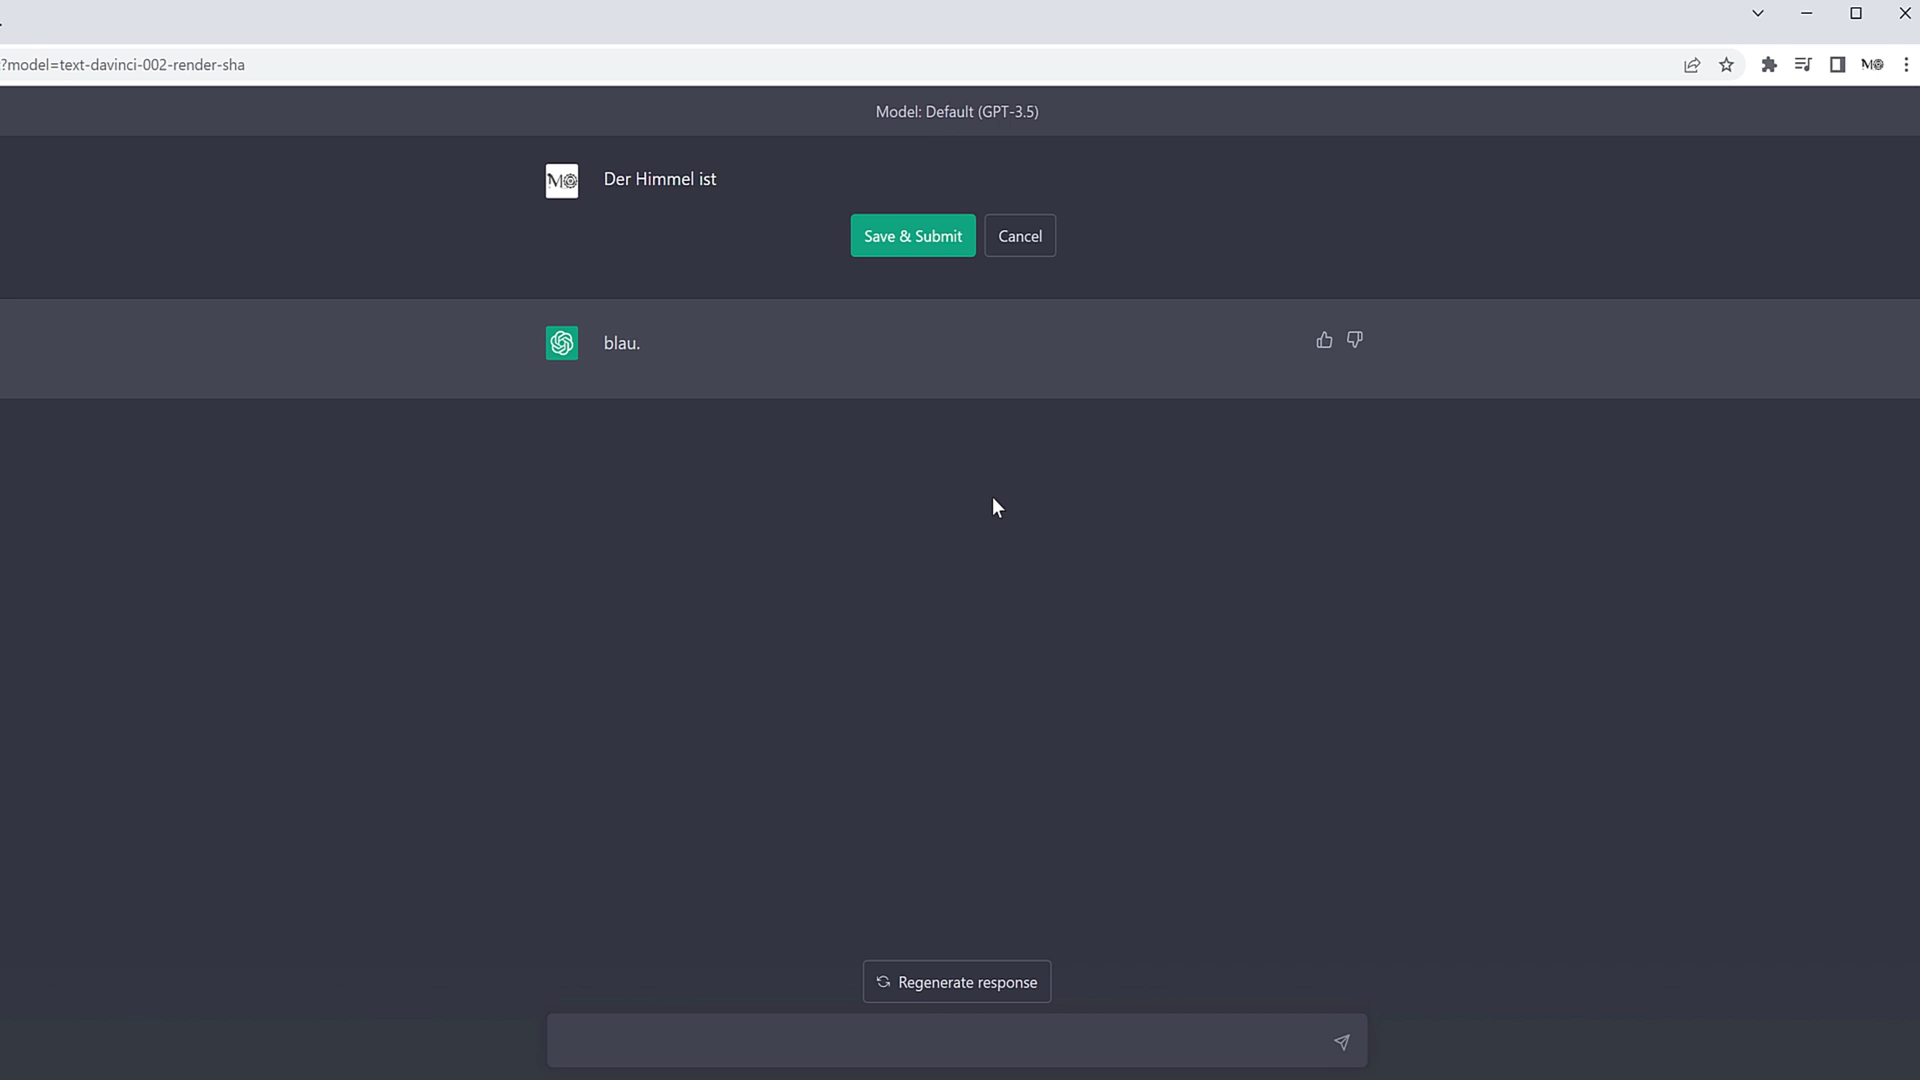 ?model=text-davinci-002-render-sha
Model: Default (GPT-3.5)
Der Himmel ist
Save & Submit
Cancel
blau.
Regenerate response